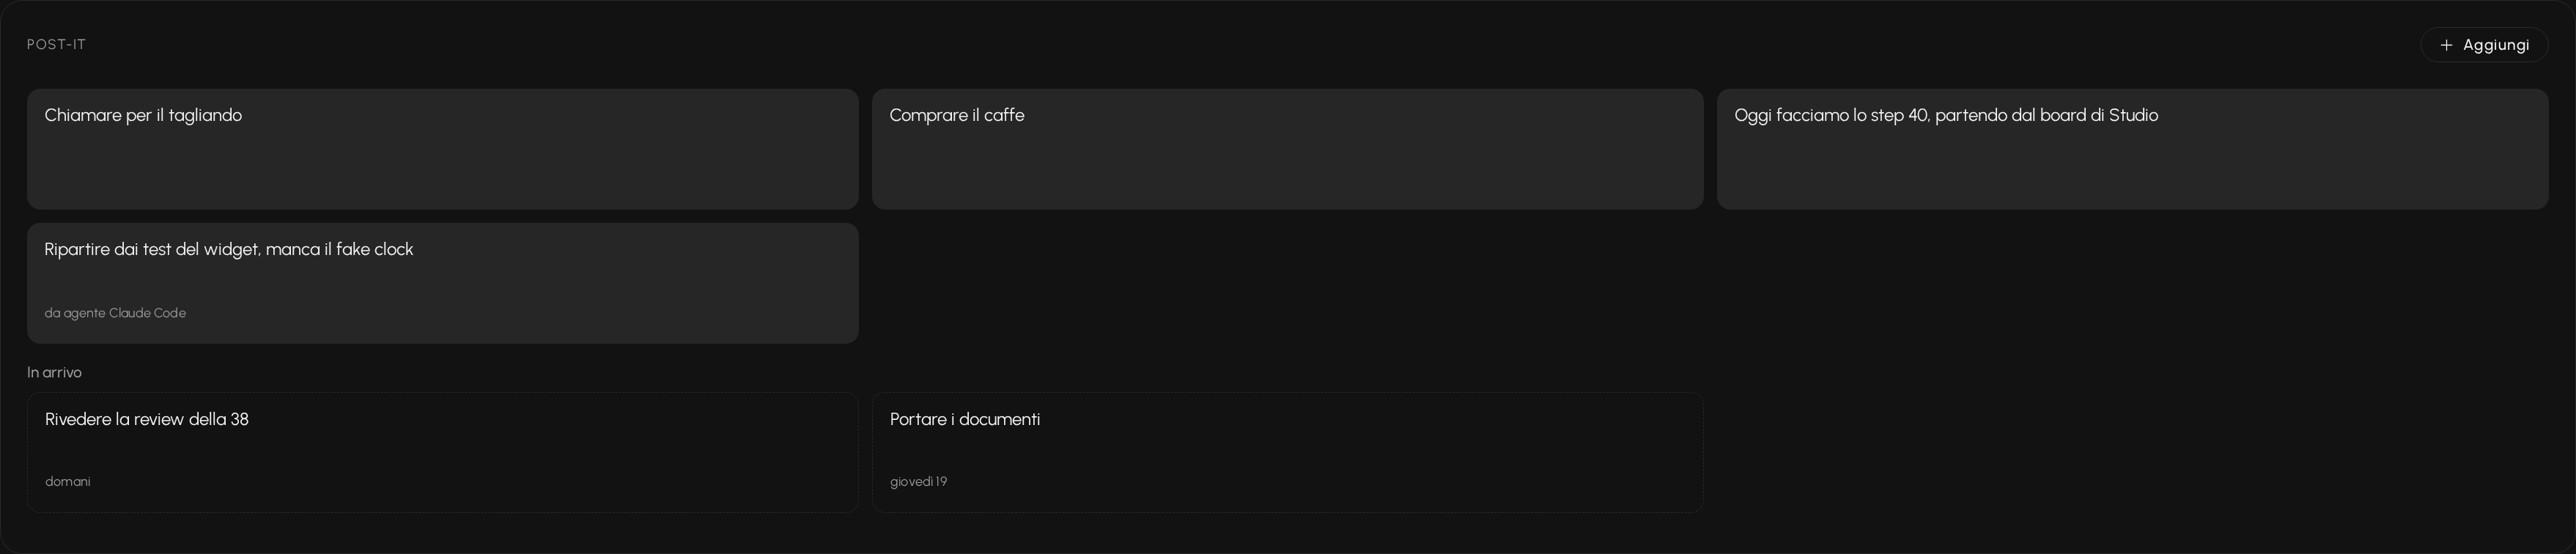 POST-IT
+ Aggiungi
Chiamare per il tagliando
Comprare il caffe
Oggi facciamo lo step 40, partendo dal board di Studio
Ripartire dai test del widget, manca il fake clock
da agente Claude Code
In arrivo
Rivedere la review della 38
domani
Portare i documenti
giovedì 19